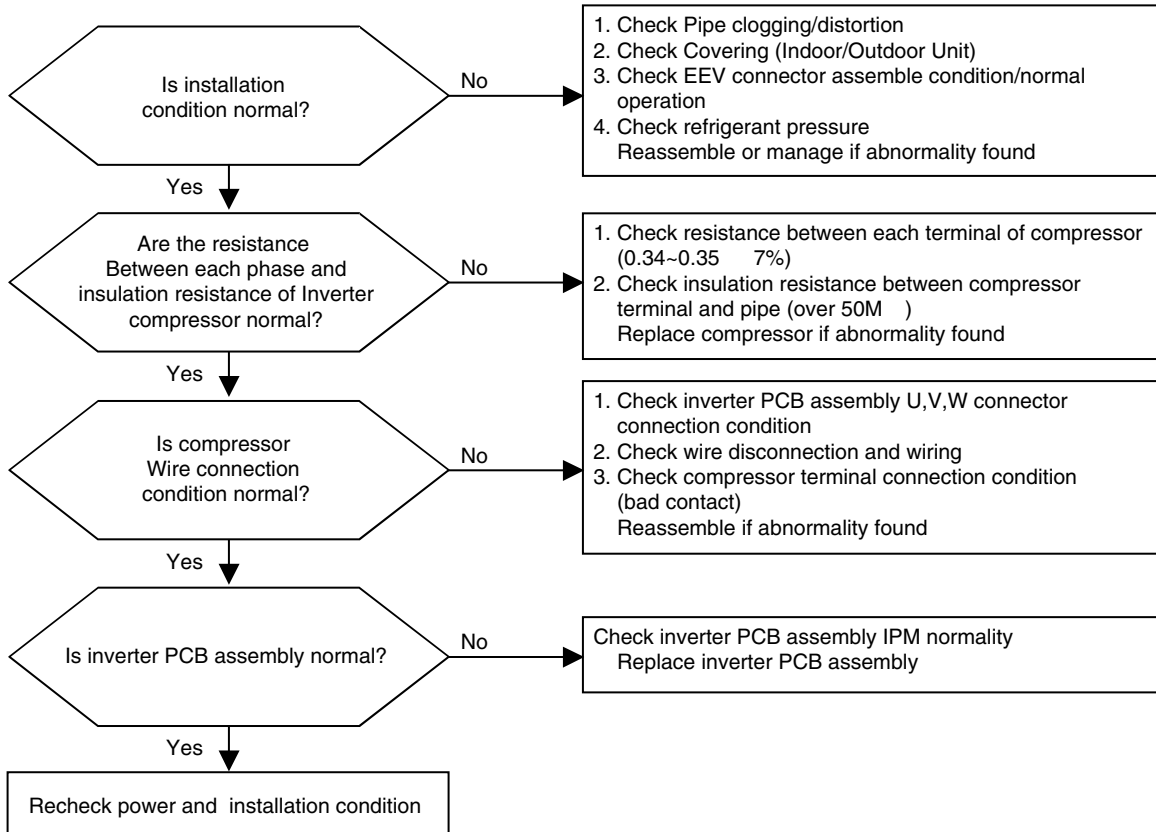 Is installation
condition normal?
No
1. Check Pipe clogging/distortion
2. Check Covering (Indoor/Outdoor Unit)
3. Check EEV connector assemble condition/normal
operation
4. Check refrigerant pressure
Reassemble or manage if abnormality found
Yes
Are the resistance
Between each phase and
insulation resistance of Inverter
compressor normal?
No
1. Check resistance between each terminal of compressor
(0.34~0.35 7%)
2. Check insulation resistance between compressor
terminal and pipe (over 50M )
Replace compressor if abnormality found
Yes
Is compressor
Wire connection
condition normal?
No
1. Check inverter PCB assembly U,V,W connector
connection condition
2. Check wire disconnection and wiring
3. Check compressor terminal connection condition
(bad contact)
Reassemble if abnormality found
Yes
Is inverter PCB assembly normal?
No
Check inverter PCB assembly IPM normality
Replace inverter PCB assembly
Yes
Recheck power and installation condition